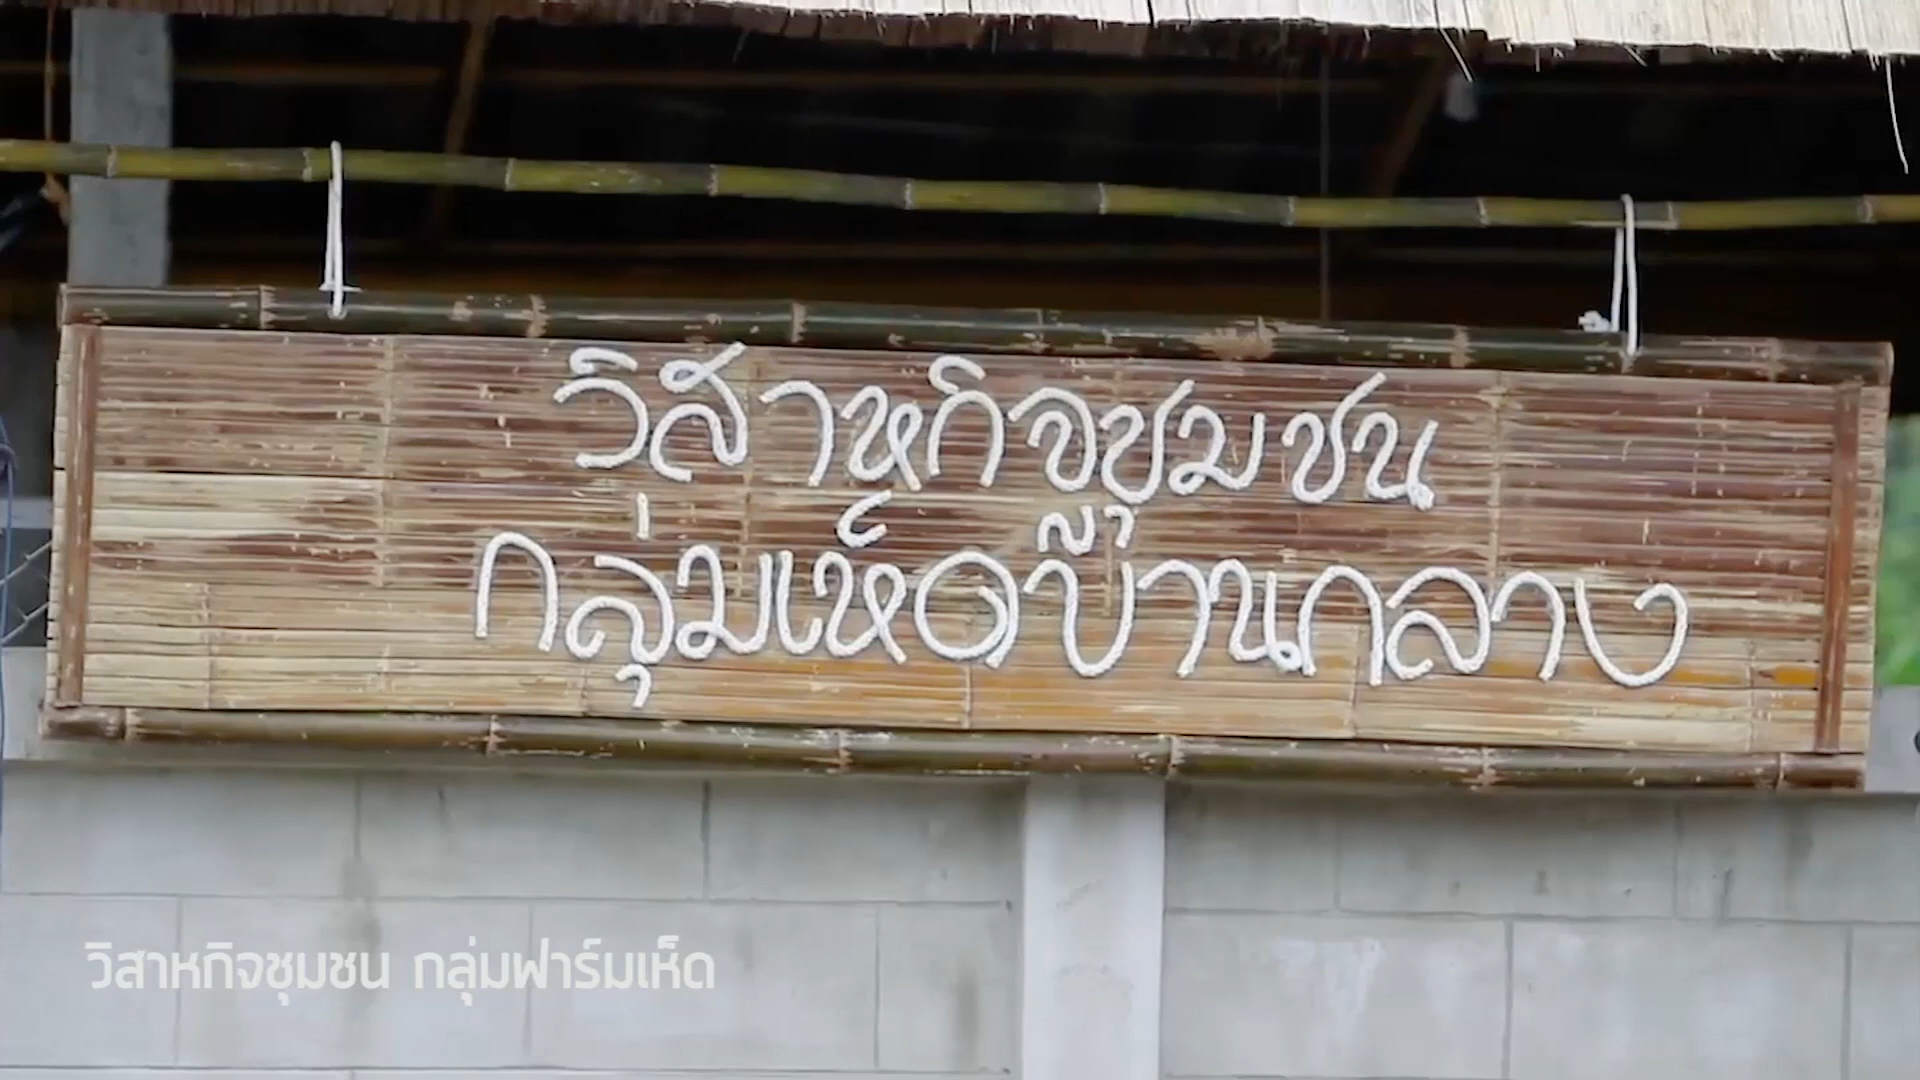 วิสาหกิจชุมชน
กลุ่มเห็ดบ้านกลาง
วิสาหกิจชุมชน กลุ่มฟาร์มเห็ด